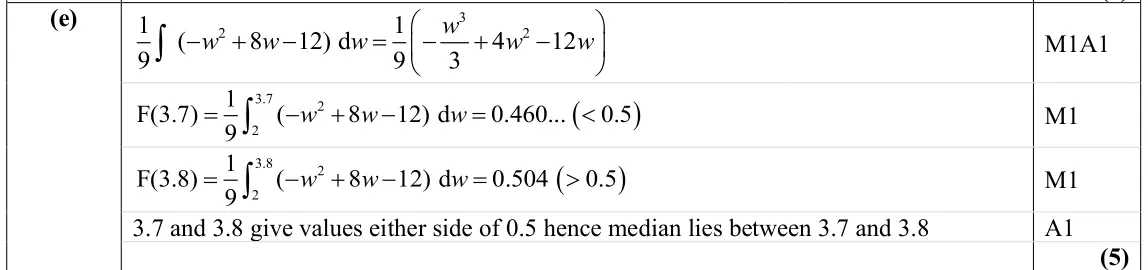 (e)
1/9 ∫ (−w² + 8w − 12) dw = 1/9 (−w³/3 + 4w² − 12w) M1A1
F(3.7) = 1/9 ∫₂^3.7 (−w² + 8w − 12) dw = 0.460... (< 0.5) M1
F(3.8) = 1/9 ∫₂^3.8 (−w² + 8w − 12) dw = 0.504 (> 0.5) M1
3.7 and 3.8 give values either side of 0.5 hence median lies between 3.7 and 3.8 A1
(5)